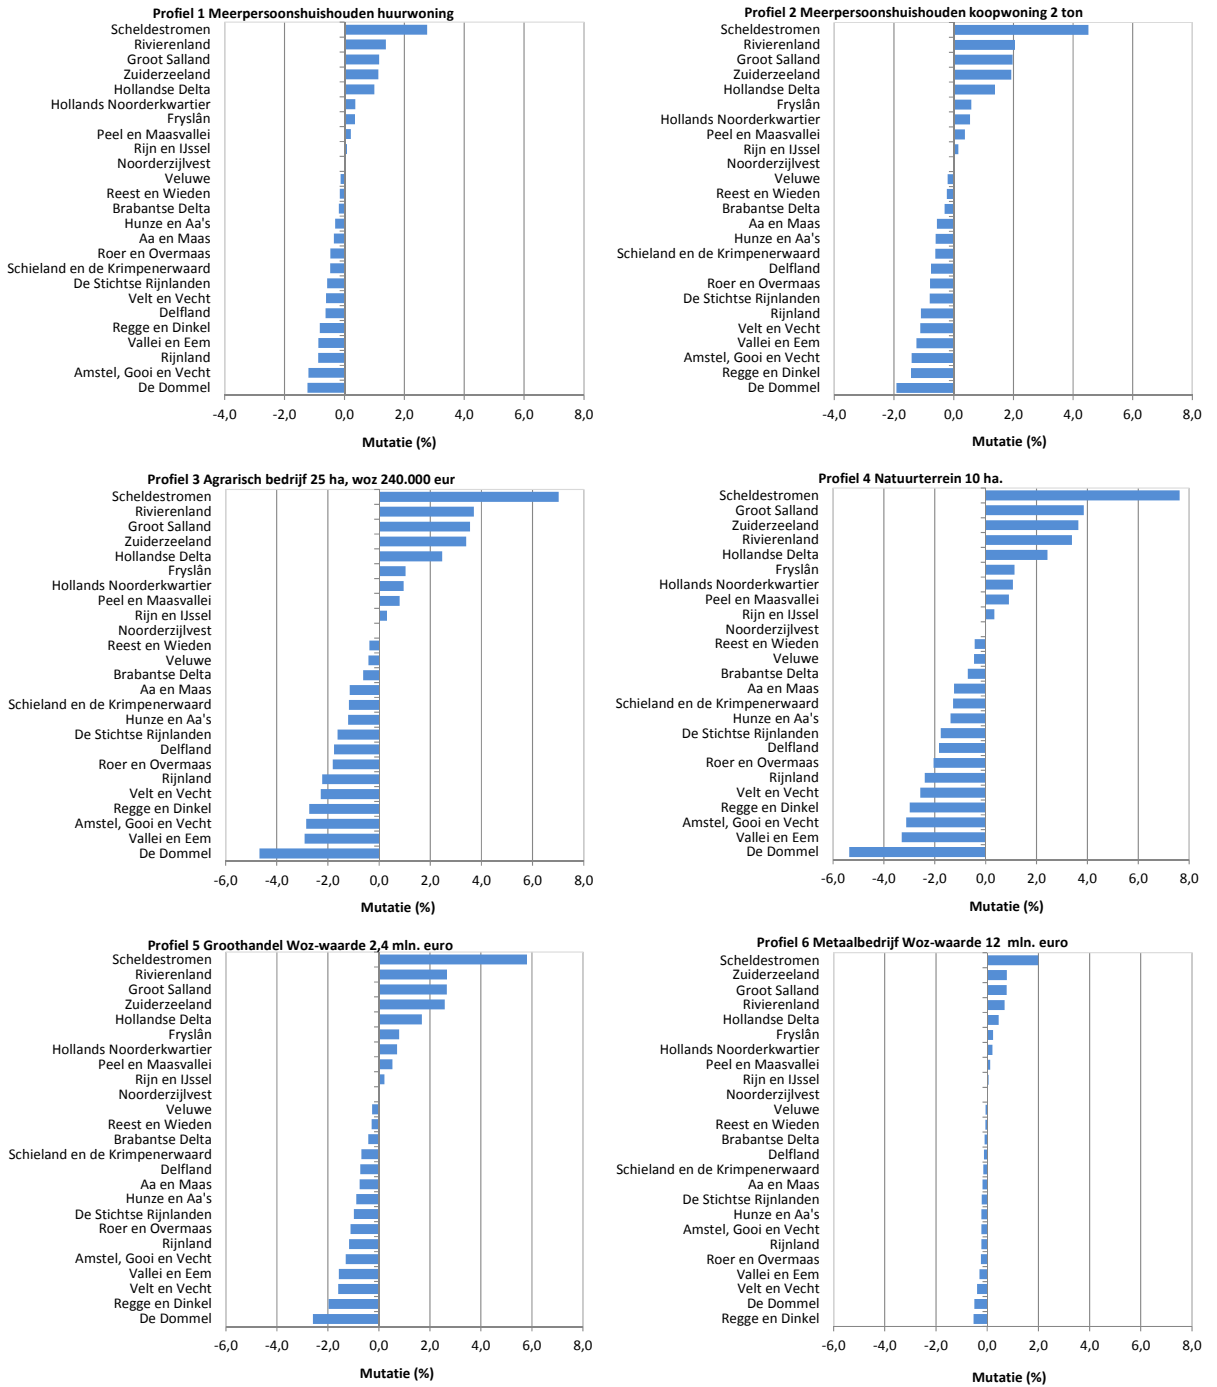 Profiel 1 Meerpersoonshuishouden huurwoning
Scheldestromen
Rivierenland
Groot Salland
Zuiderzeeland
Hollandse Delta
Hollands Noorderkwartier
Fryslân
Peel en Maasvallei
Rijn en IJssel
Noorderzijlvest
Veluwe
Reest en Wieden
Brabantse Delta
Hunze en Aa's
Aa en Maas
Roer en Overmaas
Schieland en de Krimpenerwaard
De Stichtse Rijnlanden
Velt en Vecht
Delfland
Regge en Dinkel
Vallei en Eem
Rijnland
Amstel, Gooi en Vecht
De Dommel
-4,0 -2,0 0,0 2,0 4,0 6,0 8,0
Mutatie (%)
Profiel 2 Meerpersoonshuishouden koopwoning 2 ton
Scheldestromen
Rivierenland
Groot Salland
Zuiderzeeland
Hollandse Delta
Fryslân
Hollands Noorderkwartier
Peel en Maasvallei
Rijn en IJssel
Noorderzijlvest
Veluwe
Reest en Wieden
Brabantse Delta
Aa en Maas
Hunze en Aa's
Schieland en de Krimpenerwaard
Delfland
Roer en Overmaas
De Stichtse Rijnlanden
Rijnland
Velt en Vecht
Vallei en Eem
Amstel, Gooi en Vecht
Regge en Dinkel
De Dommel
-4,0 -2,0 0,0 2,0 4,0 6,0 8,0
Mutatie (%)
Profiel 3 Agrarisch bedrijf 25 ha, woz 240.000 eur
Scheldestromen
Rivierenland
Groot Salland
Zuiderzeeland
Hollandse Delta
Fryslân
Hollands Noorderkwartier
Peel en Maasvallei
Rijn en IJssel
Noorderzijlvest
Reest en Wieden
Veluwe
Brabantse Delta
Aa en Maas
Schieland en de Krimpenerwaard
Hunze en Aa's
De Stichtse Rijnlanden
Delfland
Roer en Overmaas
Rijnland
Velt en Vecht
Regge en Dinkel
Amstel, Gooi en Vecht
Vallei en Eem
De Dommel
-6,0 -4,0 -2,0 0,0 2,0 4,0 6,0 8,0
Mutatie (%)
Profiel 4 Natuurterrein 10 ha.
Scheldestromen
Groot Salland
Zuiderzeeland
Rivierenland
Hollandse Delta
Fryslân
Hollands Noorderkwartier
Peel en Maasvallei
Rijn en IJssel
Noorderzijlvest
Reest en Wieden
Veluwe
Brabantse Delta
Aa en Maas
Schieland en de Krimpenerwaard
Hunze en Aa's
De Stichtse Rijnlanden
Delfland
Roer en Overmaas
Rijnland
Velt en Vecht
Regge en Dinkel
Amstel, Gooi en Vecht
Vallei en Eem
De Dommel
-6,0 -4,0 -2,0 0,0 2,0 4,0 6,0 8,0
Mutatie (%)
Profiel 5 Groothandel Woz-waarde 2,4 mln. euro
Scheldestromen
Rivierenland
Groot Salland
Zuiderzeeland
Hollandse Delta
Fryslân
Hollands Noorderkwartier
Peel en Maasvallei
Rijn en IJssel
Noorderzijlvest
Veluwe
Reest en Wieden
Brabantse Delta
Schieland en de Krimpenerwaard
Delfland
Aa en Maas
Hunze en Aa's
De Stichtse Rijnlanden
Roer en Overmaas
Rijnland
Amstel, Gooi en Vecht
Vallei en Eem
Velt en Vecht
Regge en Dinkel
De Dommel
-6,0 -4,0 -2,0 0,0 2,0 4,0 6,0 8,0
Mutatie (%)
Profiel 6 Metaalbedrijf Woz-waarde 12 mln. euro
Scheldestromen
Zuiderzeeland
Groot Salland
Rivierenland
Hollandse Delta
Fryslân
Hollands Noorderkwartier
Peel en Maasvallei
Rijn en IJssel
Noorderzijlvest
Veluwe
Reest en Wieden
Brabantse Delta
Delfland
Schieland en de Krimpenerwaard
Aa en Maas
De Stichtse Rijnlanden
Hunze en Aa's
Amstel, Gooi en Vecht
Rijnland
Roer en Overmaas
Vallei en Eem
Velt en Vecht
De Dommel
Regge en Dinkel
-6,0 -4,0 -2,0 0,0 2,0 4,0 6,0 8,0
Mutatie (%)